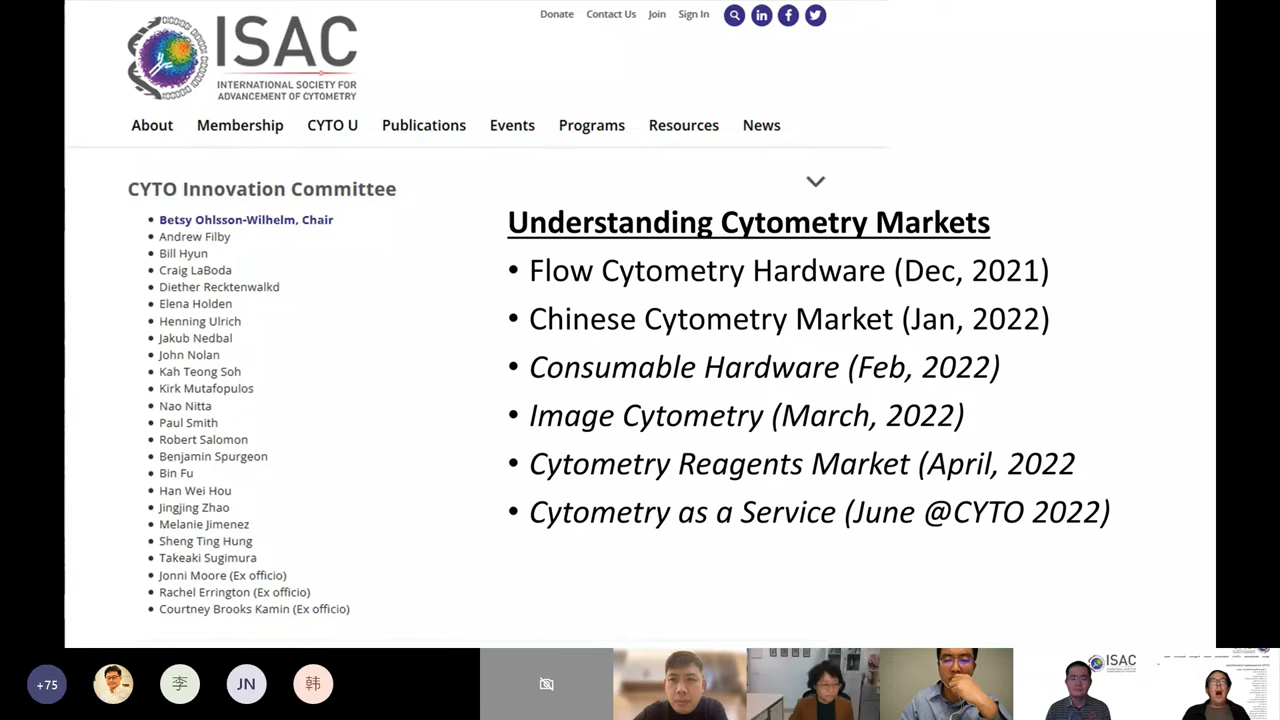 Donate Contact Us Join Sign In
ISAC
INTERNATIONAL SOCIETY FOR
ADVANCEMENT OF CYTOMETRY
About Membership CYTO U Publications Events Programs Resources News
CYTO Innovation Committee
• Betsy Ohlsson-Wilhelm, Chair
• Andrew Filby
• Bill Hyun
• Craig LaBoda
• Diether Recktenwalkd
• Elena Holden
• Henning Ulrich
• Jakub Nedbal
• John Nolan
• Kah Teong Soh
• Kirk Mutafopulos
• Nao Nitta
• Paul Smith
• Robert Salomon
• Benjamin Spurgeon
• Bin Fu
• Han Wei Hou
• Jingjing Zhao
• Melanie Jimenez
• Sheng Ting Hung
• Takeaki Sugimura
• Jonni Moore (Ex officio)
• Rachel Errington (Ex officio)
• Courtney Brooks Kamin (Ex officio)
Understanding Cytometry Markets
• Flow Cytometry Hardware (Dec, 2021)
• Chinese Cytometry Market (Jan, 2022)
• Consumable Hardware (Feb, 2022)
• Image Cytometry (March, 2022)
• Cytometry Reagents Market (April, 2022
• Cytometry as a Service (June @CYTO 2022)
+75 李 JN 韩
ISAC